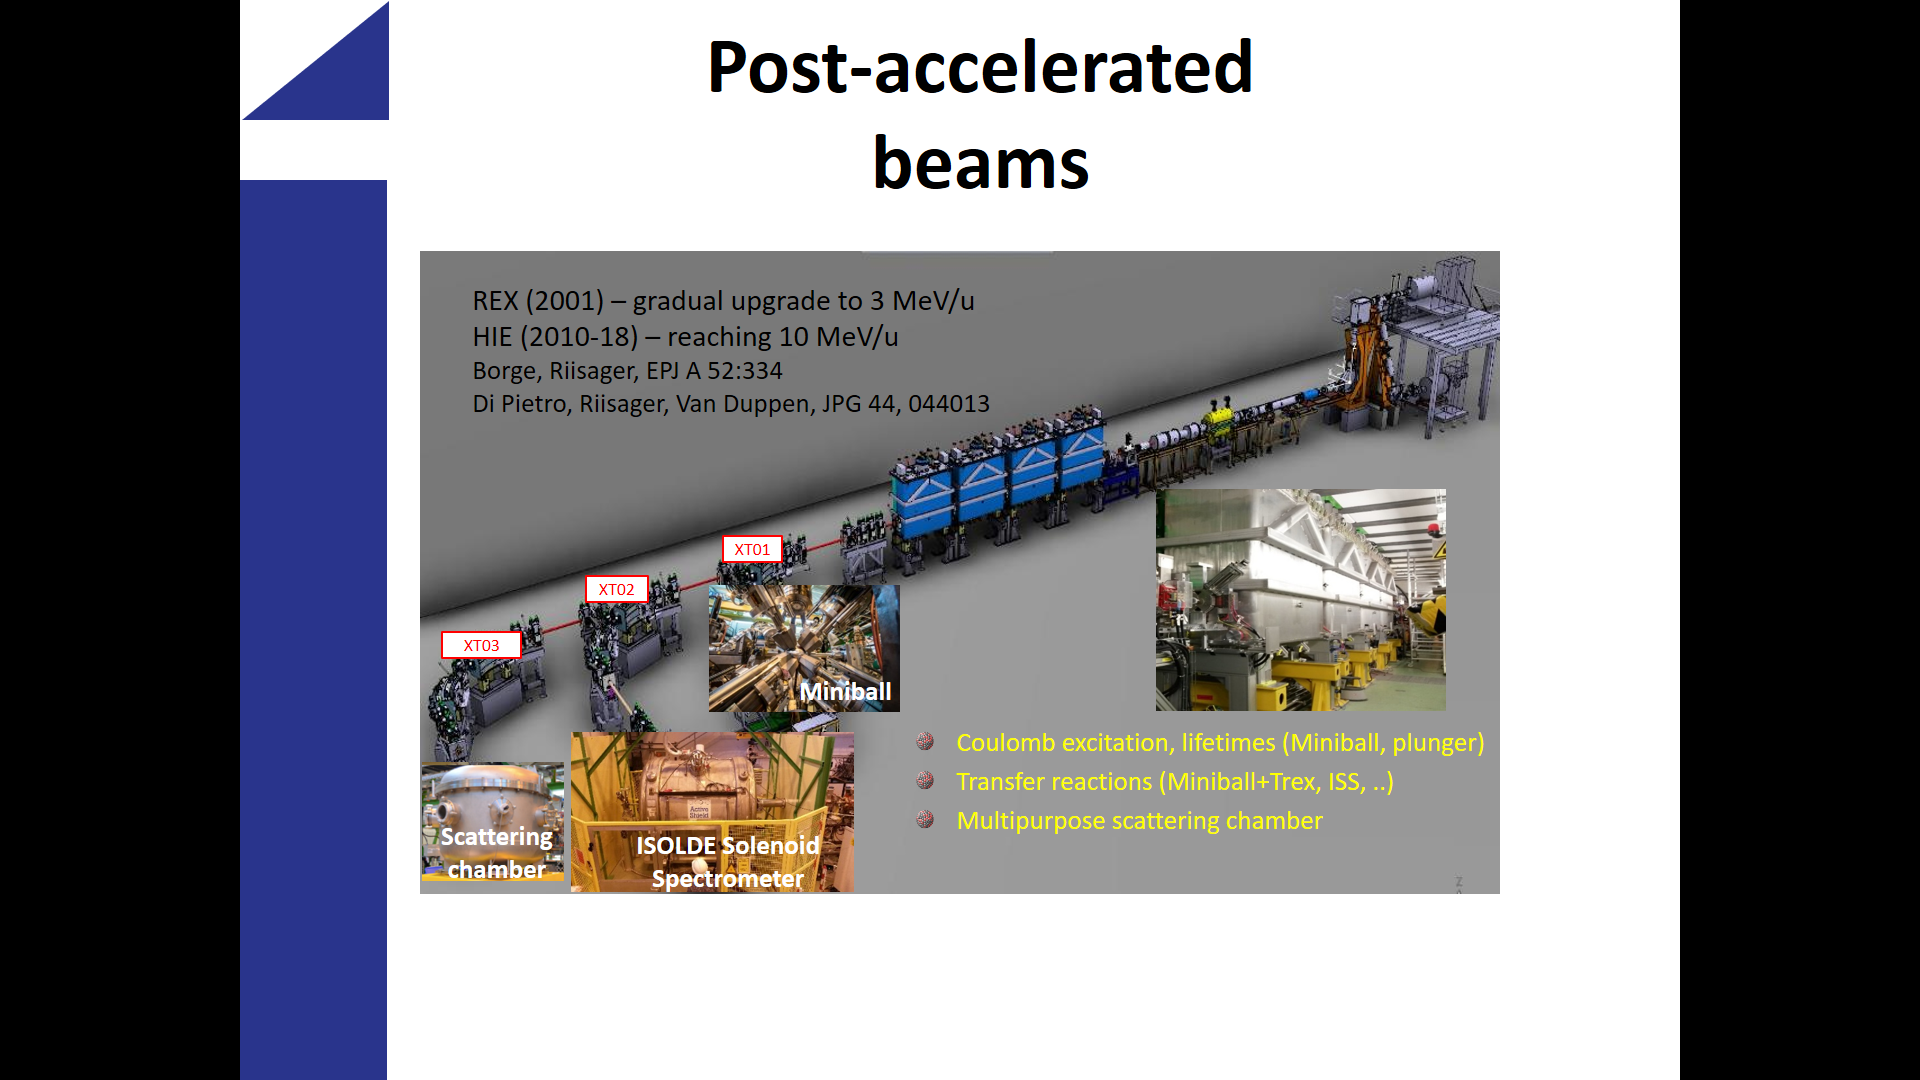 Post-accelerated
beams
REX (2001) – gradual upgrade to 3 MeV/u
HIE (2010-18) – reaching 10 MeV/u
Borge, Riisager, EPJ A 52:334
Di Pietro, Riisager, Van Duppen, JPG 44, 044013
XT01
XT02
XT03
Miniball
Coulomb excitation, lifetimes (Miniball, plunger)
Transfer reactions (Miniball+Trex, ISS, ..)
Multipurpose scattering chamber
Scattering
chamber
Active
Shield
ISOLDE Solenoid
Spectrometer
Z